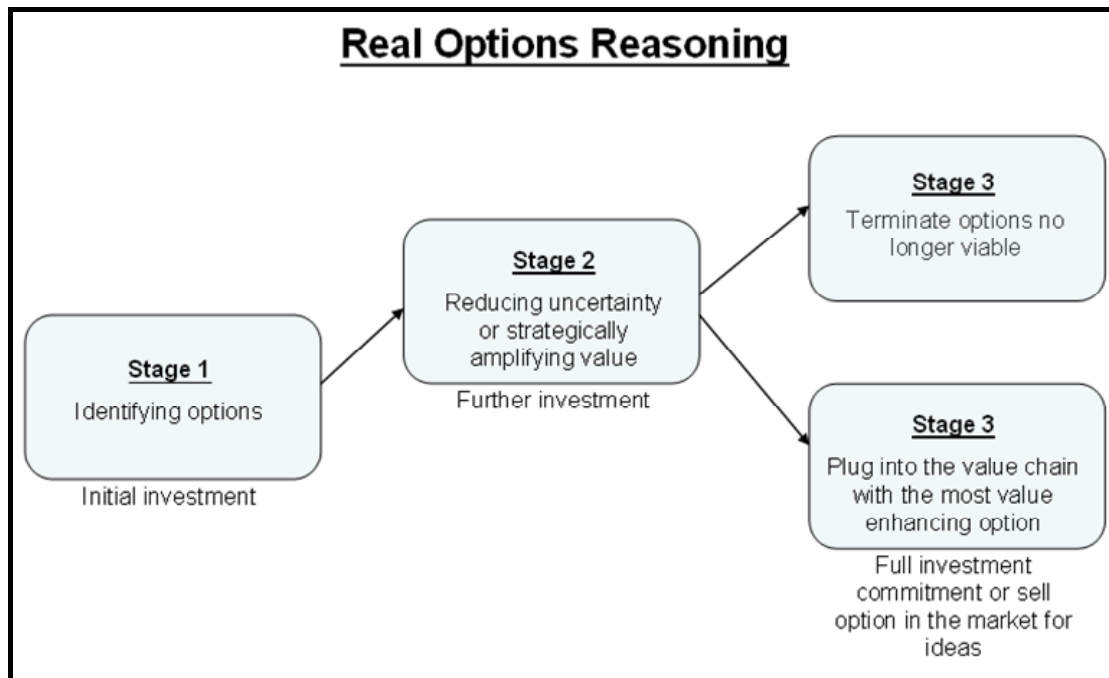 Real Options Reasoning
Stage 1
Identifying options
Initial investment
Stage 2
Reducing uncertainty
or strategically
amplifying value
Further investment
Stage 3
Terminate options no
longer viable
Stage 3
Plug into the value chain
with the most value
enhancing option
Full investment
commitment or sell
option in the market for
ideas